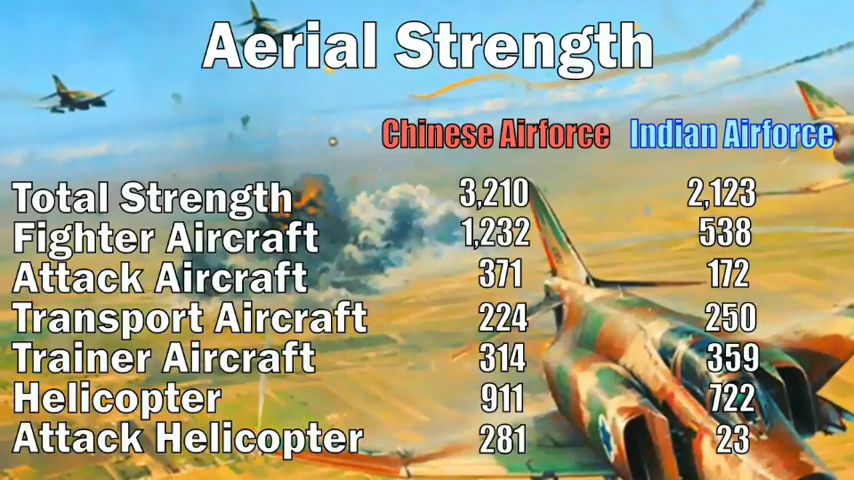 Aerial Strength
Chinese Airforce Indian Airforce
Total Strength 3,210 2,123
Fighter Aircraft 1,232 538
Attack Aircraft 371 172
Transport Aircraft 224 250
Trainer Aircraft 314 359
Helicopter 911 722
Attack Helicopter 281 23